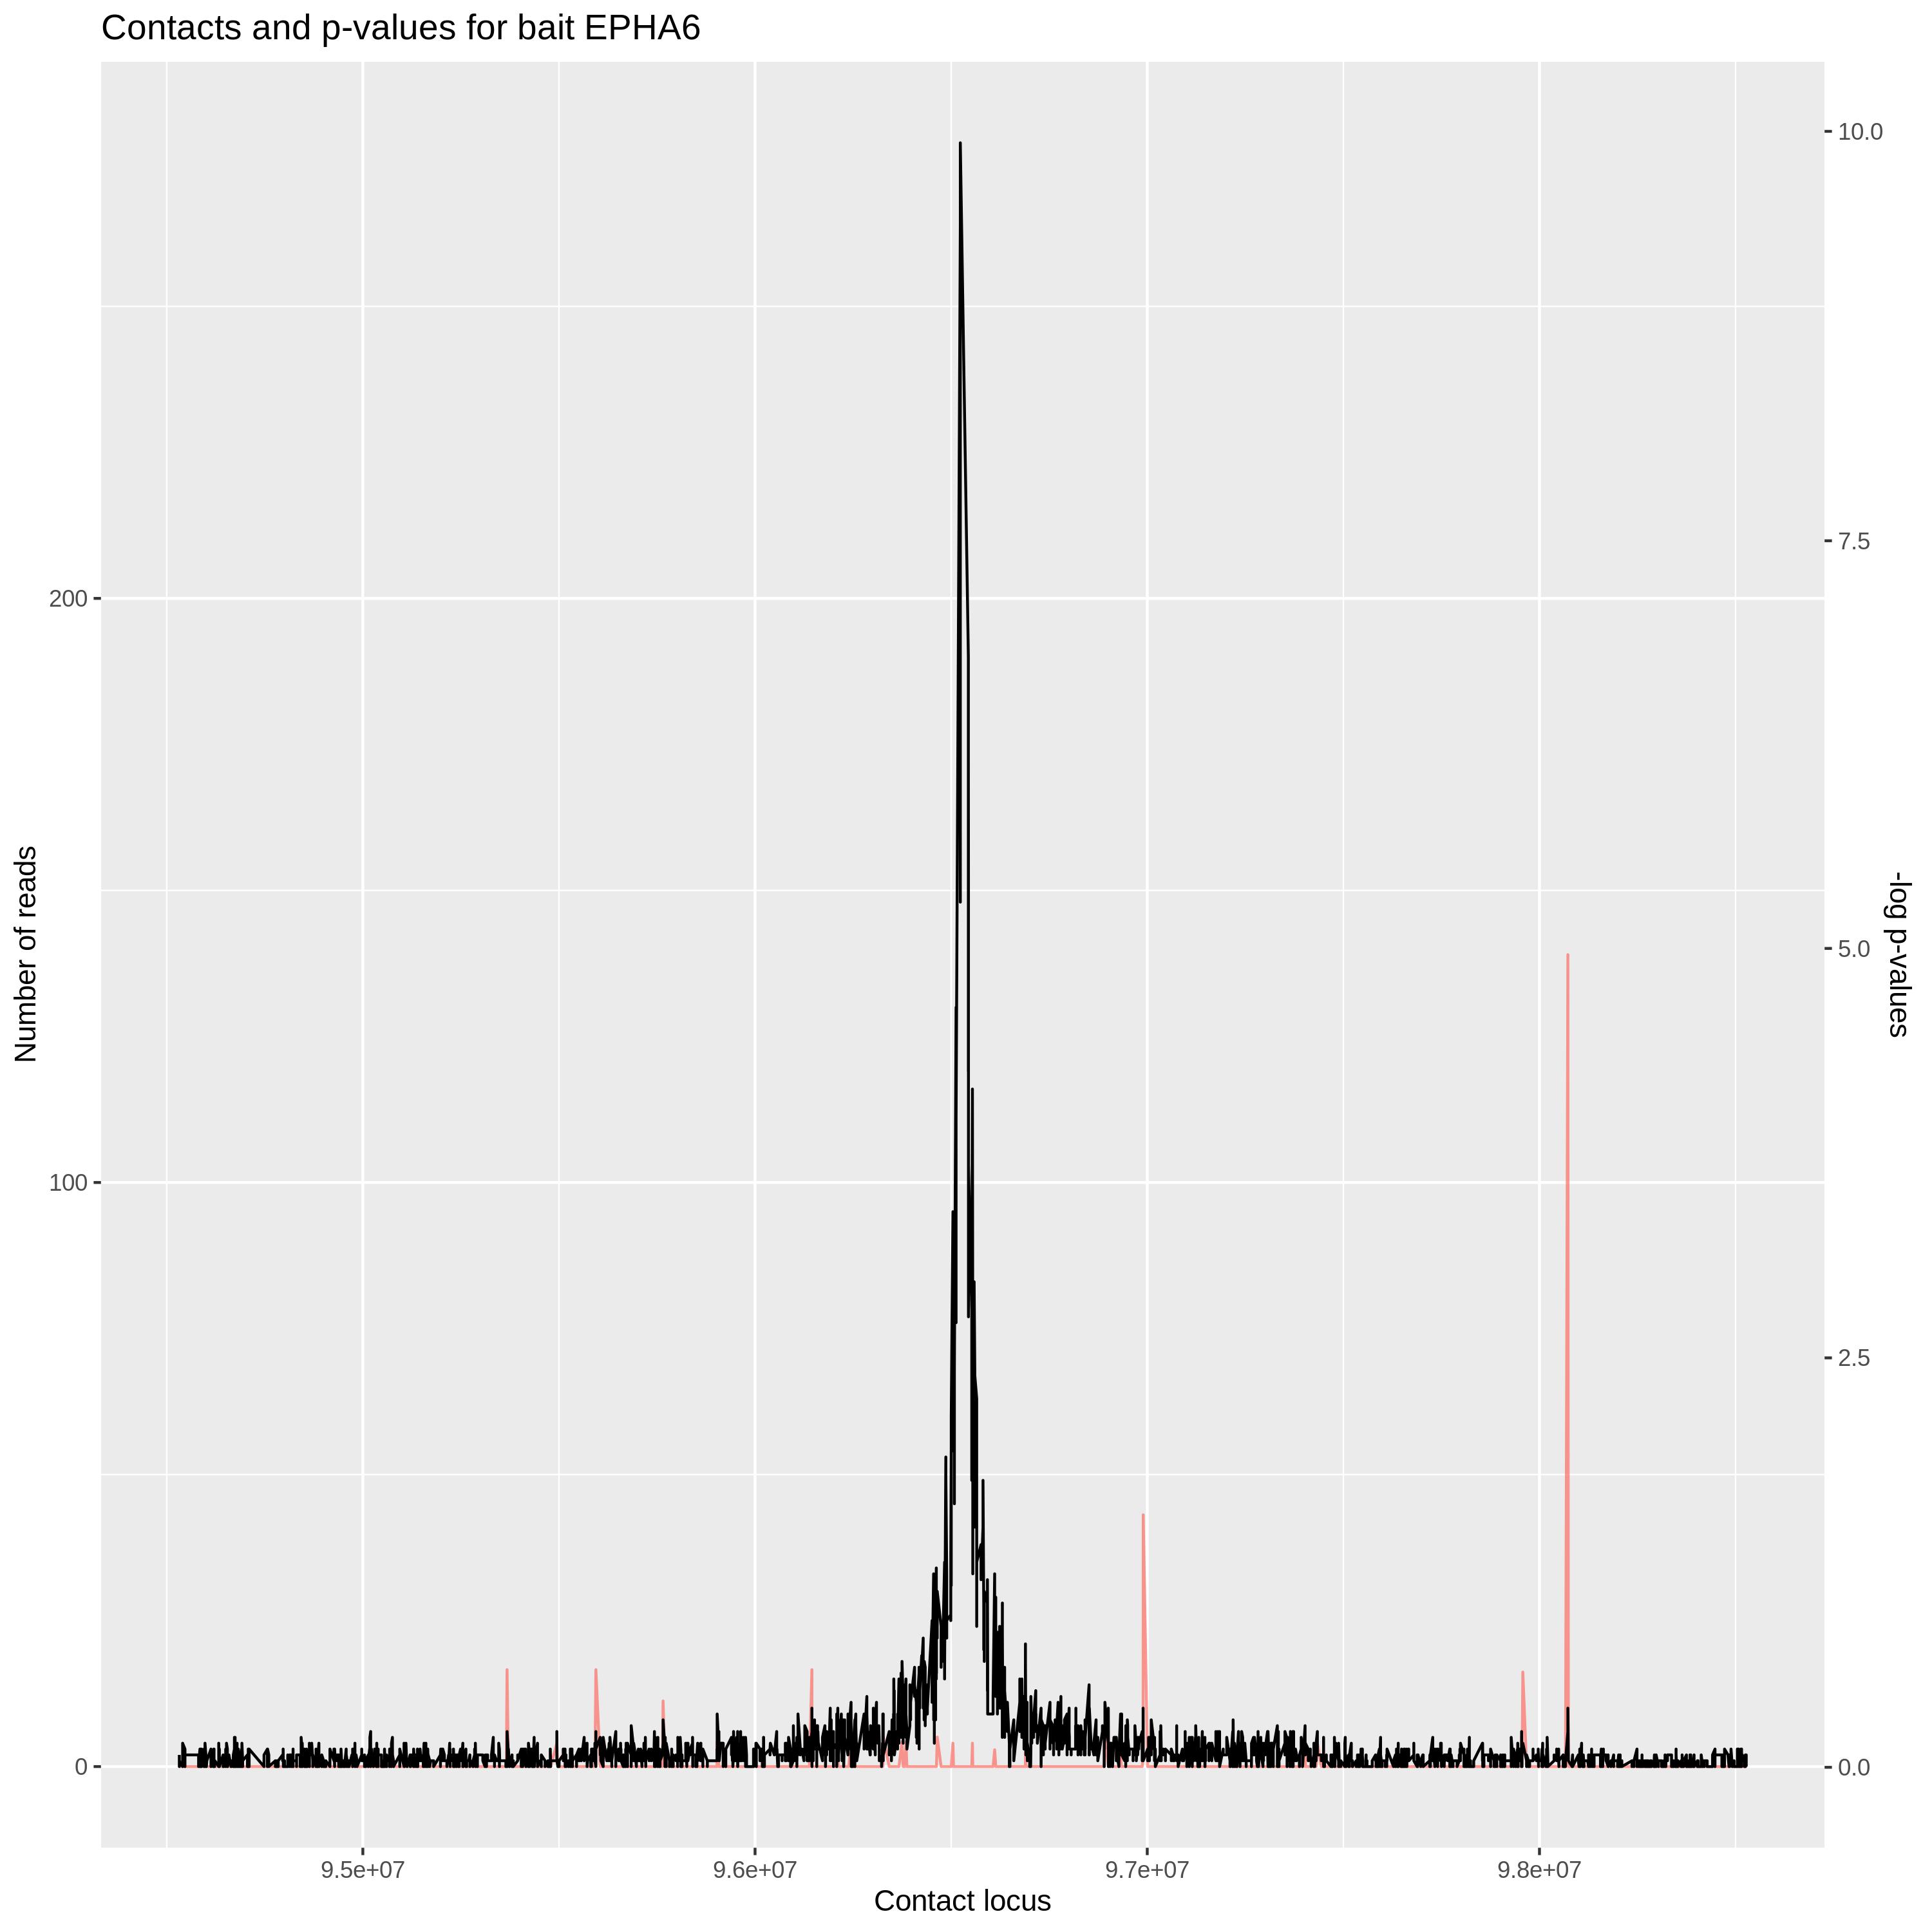 Contacts and p-values for bait EPHA6
10.0
7.5
200
Number of reads
-log p-values
5.0
100
2.5
0
0.0
9.5e+07
9.6e+07
9.7e+07
9.8e+07
Contact locus